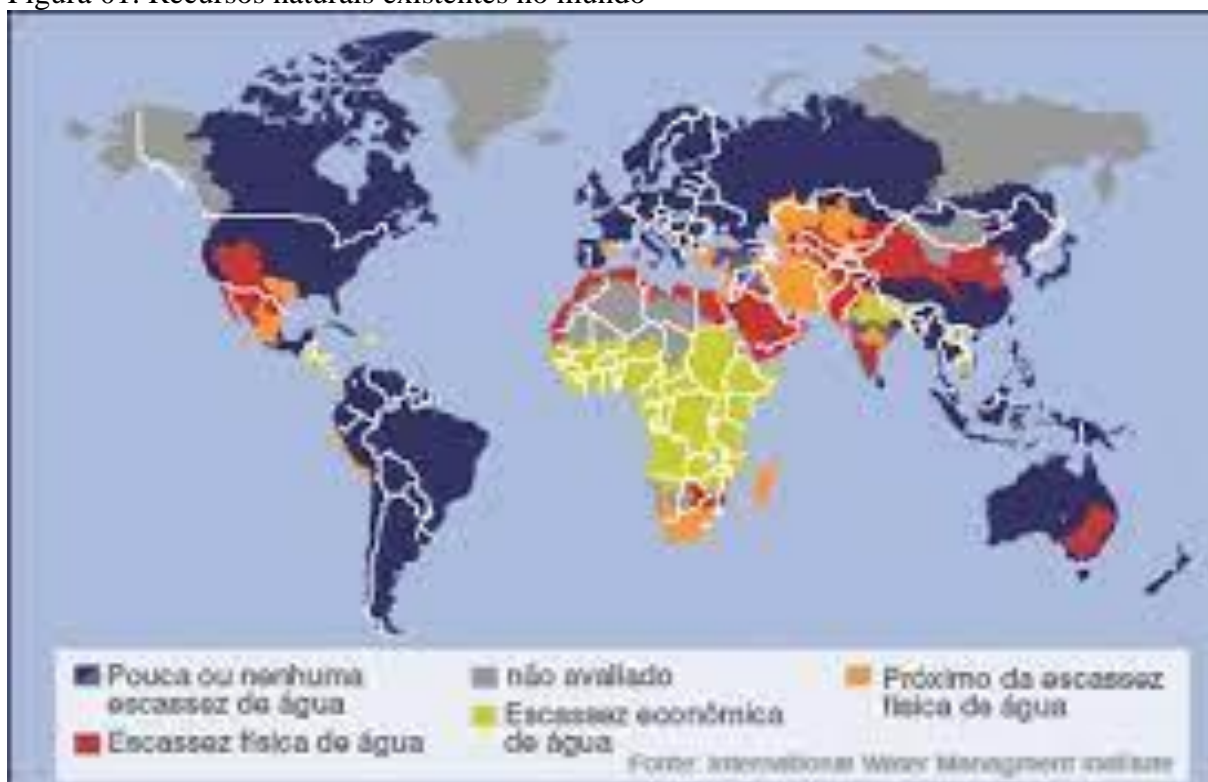 Figura 01: Recursos naturais existentes no mundo
Pouca ou nenhuma
escassez de água
Escassez física de água
não avaliado
Escassez econômica
de água
Próximo da escassez
física de água
Fonte: International Water Managment Institute